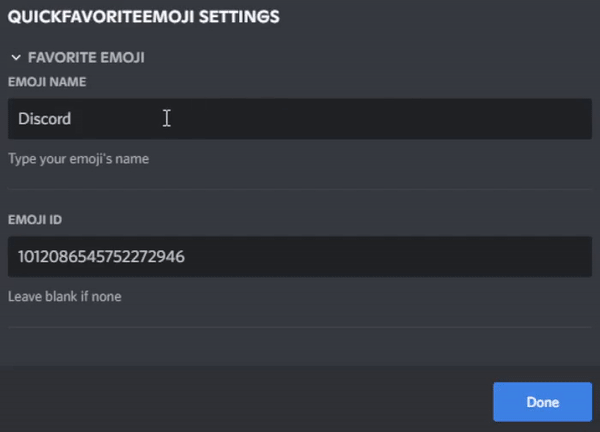 QUICKFAVORITEEMOJI SETTINGS
FAVORITE EMOJI
EMOJI NAME
Discord
Type your emoji's name
EMOJI ID
1012086545752272946
Leave blank if none
Done